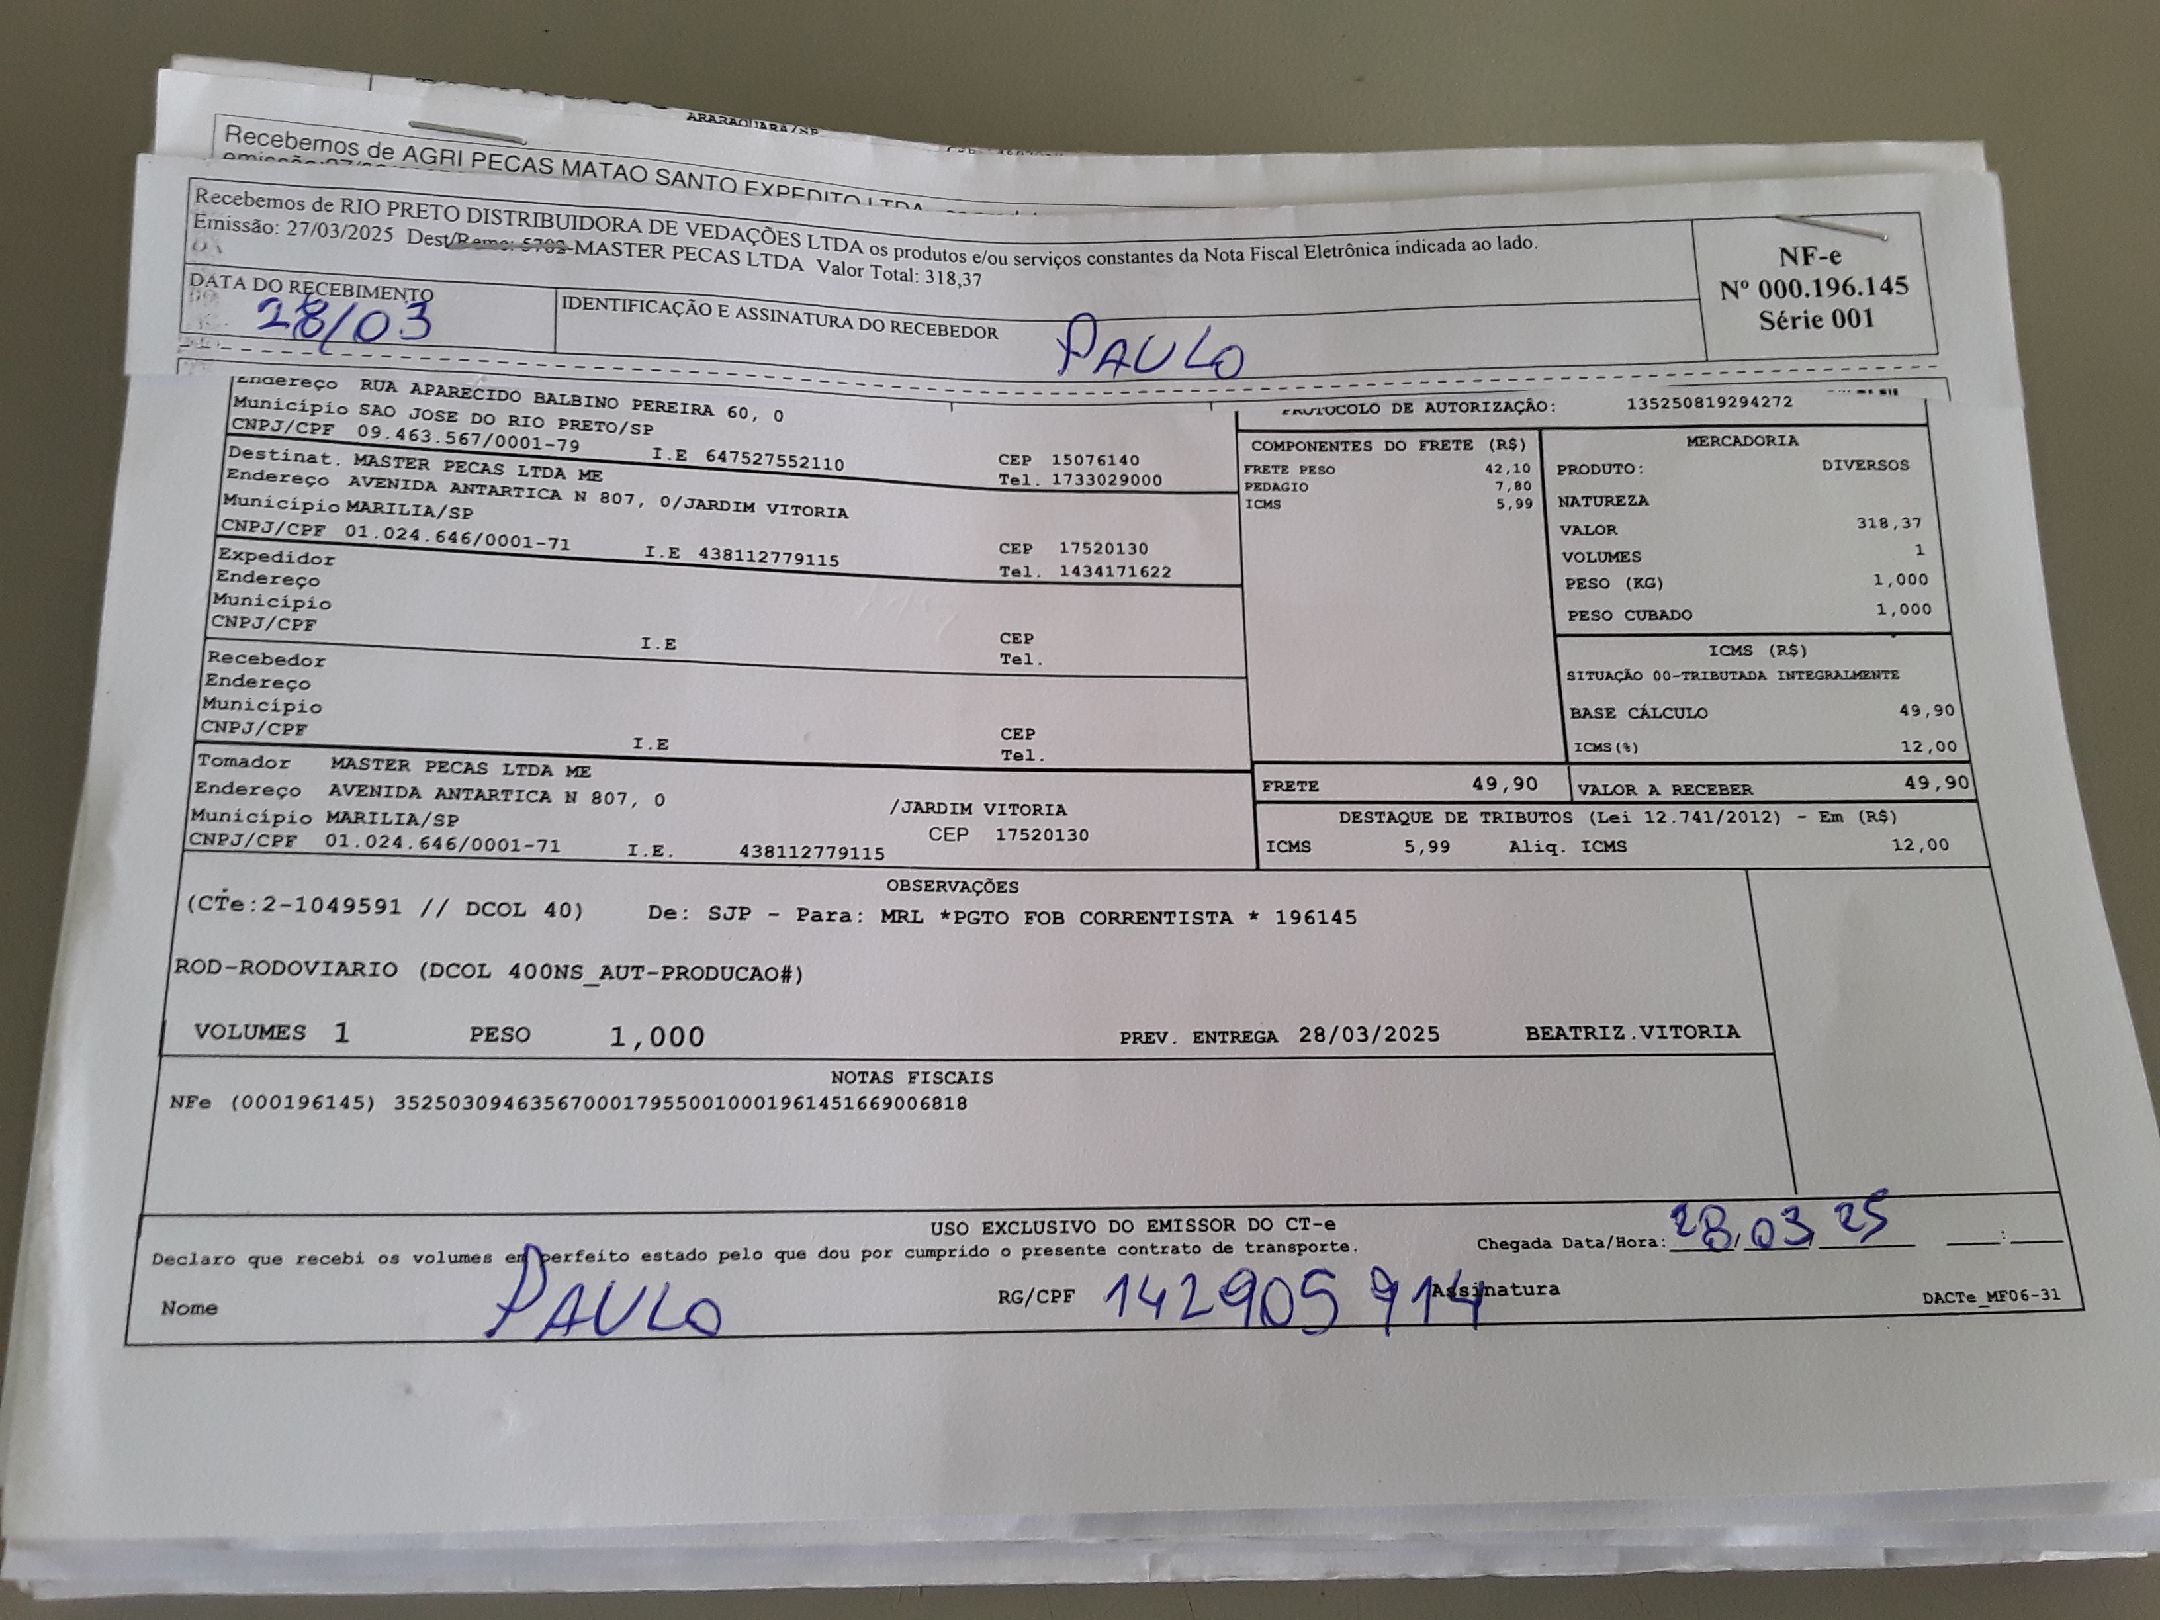 ARARAQUARA/SP
Recebemos de AGRI PECAS MATAO SANTO EXPEDITO LTDA
Recebemos de RIO PRETO DISTRIBUIDORA DE VEDAÇÕES LTDA os produtos e/ou serviços constantes da Nota Fiscal Eletrônica indicada ao lado.
Emissão: 27/03/2025 Dest/Reme: 5702-MASTER PECAS LTDA Valor Total: 318,37
NF-e
Nº 000.196.145
Série 001
DATA DO RECEBIMENTO
28/03
IDENTIFICAÇÃO E ASSINATURA DO RECEBEDOR
PAULO
Endereço RUA APARECIDO BALBINO PEREIRA 60, 0
Município SAO JOSE DO RIO PRETO/SP
CNPJ/CPF 09.463.567/0001-79 I.E 647527552110
CEP 15076140
Tel. 1733029000
Destinat. MASTER PECAS LTDA ME
Endereço AVENIDA ANTARTICA N 807, 0/JARDIM VITORIA
Município MARILIA/SP
CNPJ/CPF 01.024.646/0001-71 I.E 438112779115
CEP 17520130
Tel. 1434171622
Expedidor
Endereço
Município
CNPJ/CPF
I.E
CEP
Tel.
Recebedor
Endereço
Município
CNPJ/CPF
I.E
CEP
Tel.
Tomador MASTER PECAS LTDA ME
Endereço AVENIDA ANTARTICA N 807, 0 /JARDIM VITORIA
Município MARILIA/SP CEP 17520130
CNPJ/CPF 01.024.646/0001-71 I.E. 438112779115
PROTOCOLO DE AUTORIZAÇÃO: 135250819294272
COMPONENTES DO FRETE (R$)
FRETE PESO 42,10
PEDAGIO 7,80
ICMS 5,99
MERCADORIA
PRODUTO: DIVERSOS
NATUREZA
VALOR 318,37
VOLUMES 1
PESO (KG) 1,000
PESO CUBADO 1,000
ICMS (R$)
SITUAÇÃO 00-TRIBUTADA INTEGRALMENTE
BASE CÁLCULO 49,90
ICMS(%) 12,00
FRETE 49,90
VALOR A RECEBER 49,90
DESTAQUE DE TRIBUTOS (Lei 12.741/2012) - Em (R$)
ICMS 5,99 Aliq. ICMS 12,00
OBSERVAÇÕES
(CTe:2-1049591 // DCOL 40) De: SJP - Para: MRL *PGTO FOB CORRENTISTA * 196145
ROD-RODOVIARIO (DCOL 400NS_AUT-PRODUCAO#)
VOLUMES 1 PESO 1,000 PREV. ENTREGA 28/03/2025 BEATRIZ.VITORIA
NOTAS FISCAIS
NFe (000196145) 35250309463567000179550010001961451669006818
USO EXCLUSIVO DO EMISSOR DO CT-e
Declaro que recebi os volumes em perfeito estado pelo que dou por cumprido o presente contrato de transporte.
Chegada Data/Hora: 28/03/25 :
Nome PAULO RG/CPF 142905914 Assinatura
DACTe_MF06-31